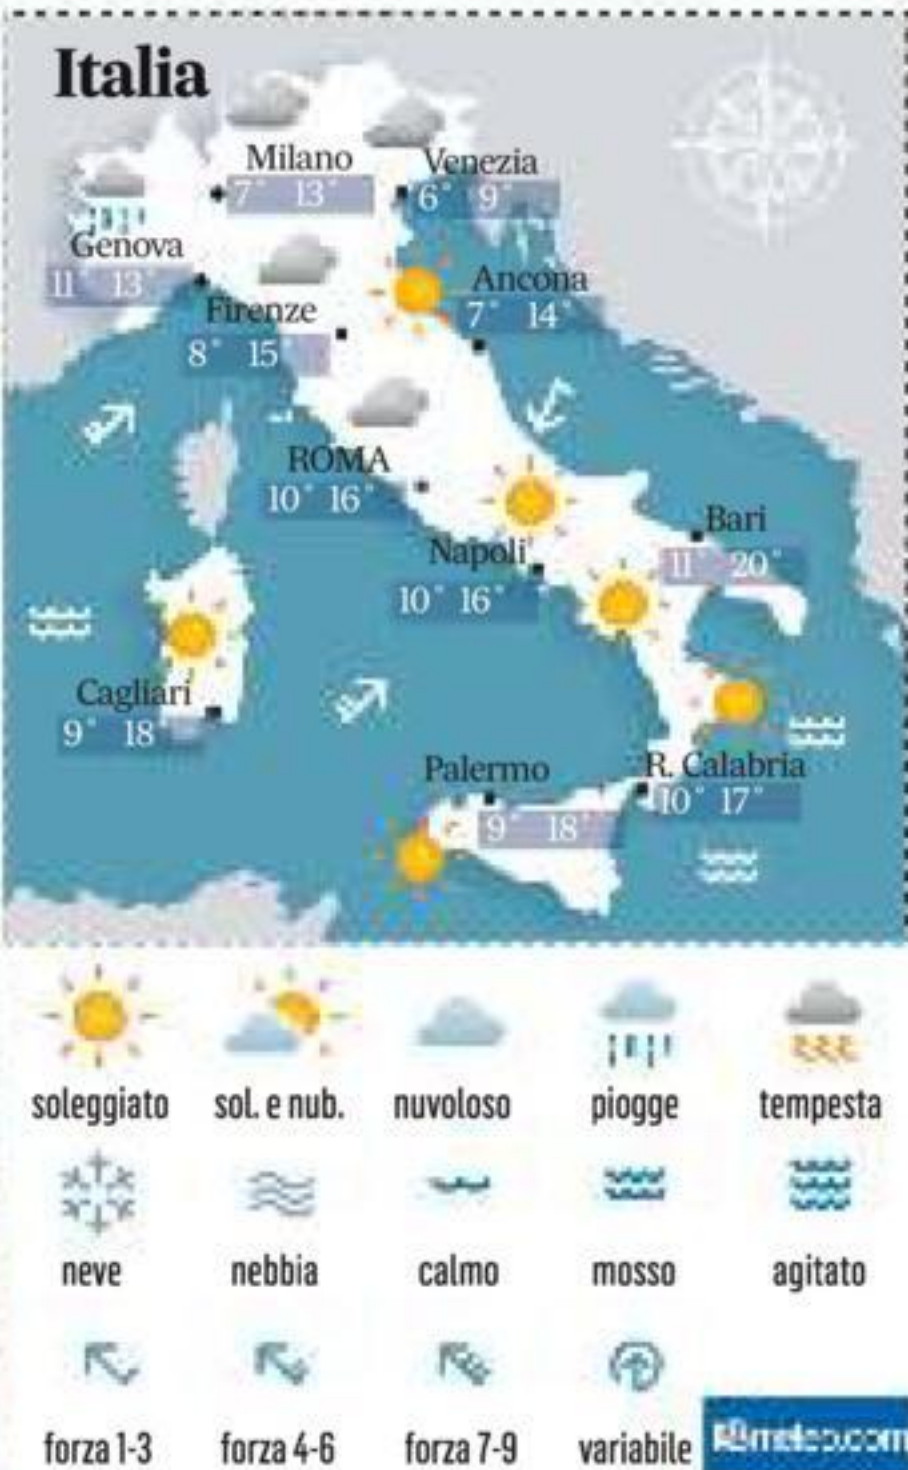 Italia
Milano
7° 13°
Venezia
6° 9°
Genova
11° 13°
Ancona
7° 14°
Firenze
8° 15°
ROMA
10° 16°
Bari
11° 20°
Napoli
10° 16°
Cagliari
9° 18°
Palermo
9° 18°
R. Calabria
10° 17°
soleggiato sol. e nub. nuvoloso piogge tempesta
neve nebbia calmo mosso agitato
forza 1-3 forza 4-6 forza 7-9 variabile